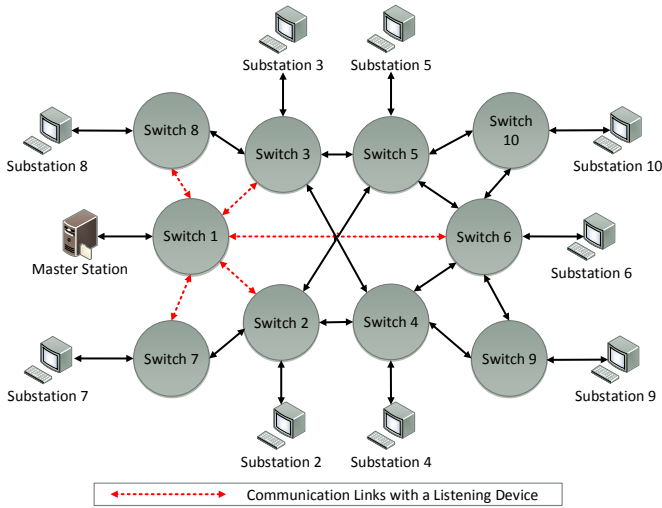 Substation 3
Substation 5
Switch 8
Switch 3
Switch 5
Switch
10
Substation 8
Substation 10
Master Station
Switch 1
Switch 6
Substation 6
Switch 7
Switch 2
Switch 4
Switch 9
Substation 7
Substation 9
Substation 2
Substation 4
Communication Links with a Listening Device